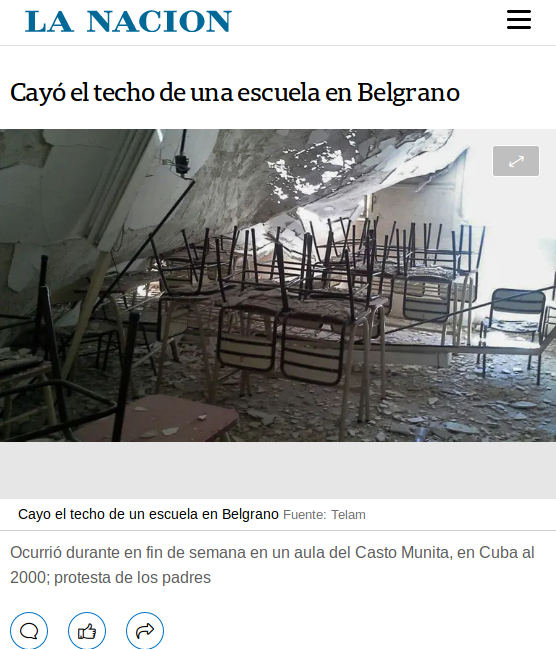 LA NACION
Cayó el techo de una escuela en Belgrano
Cayo el techo de un escuela en Belgrano Fuente: Telam
Ocurrió durante en fin de semana en un aula del Casto Munita, en Cuba al
2000; protesta de los padres